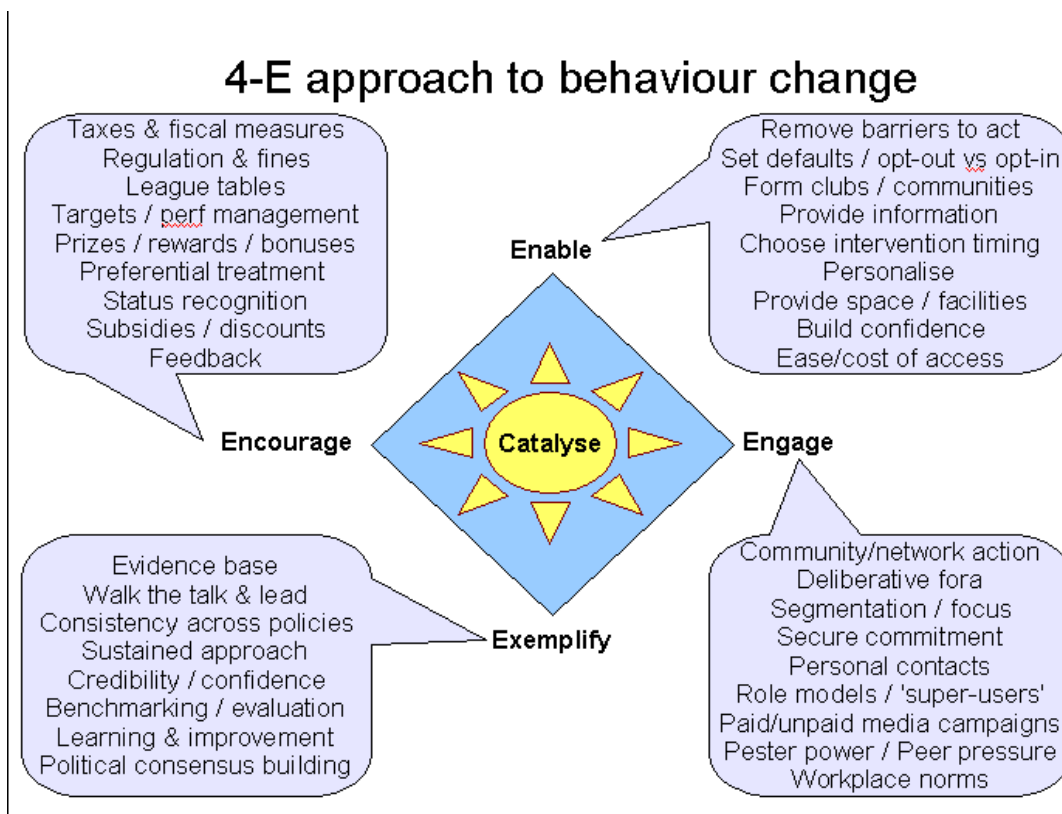 4-E approach to behaviour change
Taxes & fiscal measures
Regulation & fines
League tables
Targets / perf management
Prizes / rewards / bonuses
Preferential treatment
Status recognition
Subsidies / discounts
Feedback
Remove barriers to act
Set defaults / opt-out vs opt-in
Form clubs / communities
Provide information
Choose intervention timing
Personalise
Provide space / facilities
Build confidence
Ease/cost of access
Enable
Encourage
Catalyse
Engage
Exemplify
Evidence base
Walk the talk & lead
Consistency across policies
Sustained approach
Credibility / confidence
Benchmarking / evaluation
Learning & improvement
Political consensus building
Community/network action
Deliberative fora
Segmentation / focus
Secure commitment
Personal contacts
Role models / 'super-users'
Paid/unpaid media campaigns
Pester power / Peer pressure
Workplace norms